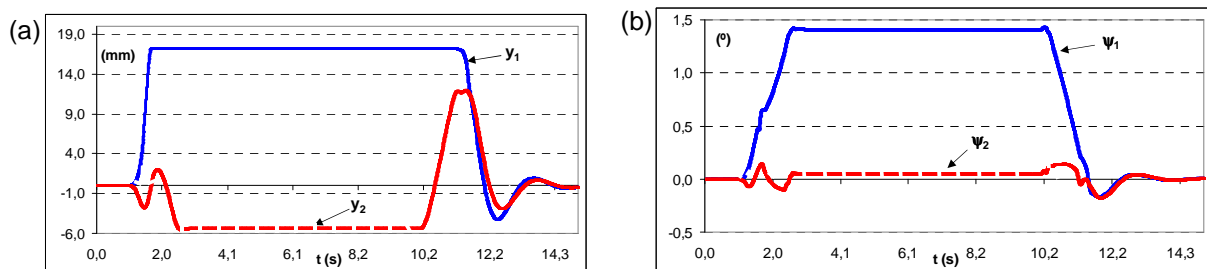 (a)
19,0
(mm)
14,0
9,0
4,0
-1,0
-6,0
y1
y2
0,0 2,0 4,1 6,1 8,2 10,2 12,2 14,3
t (s)
(b)
1,5
(º)
1,0
0,5
0,0
-0,5
ψ1
ψ2
0,0 2,0 4,1 6,1 8,2 10,2 12,2 14,3
t (s)